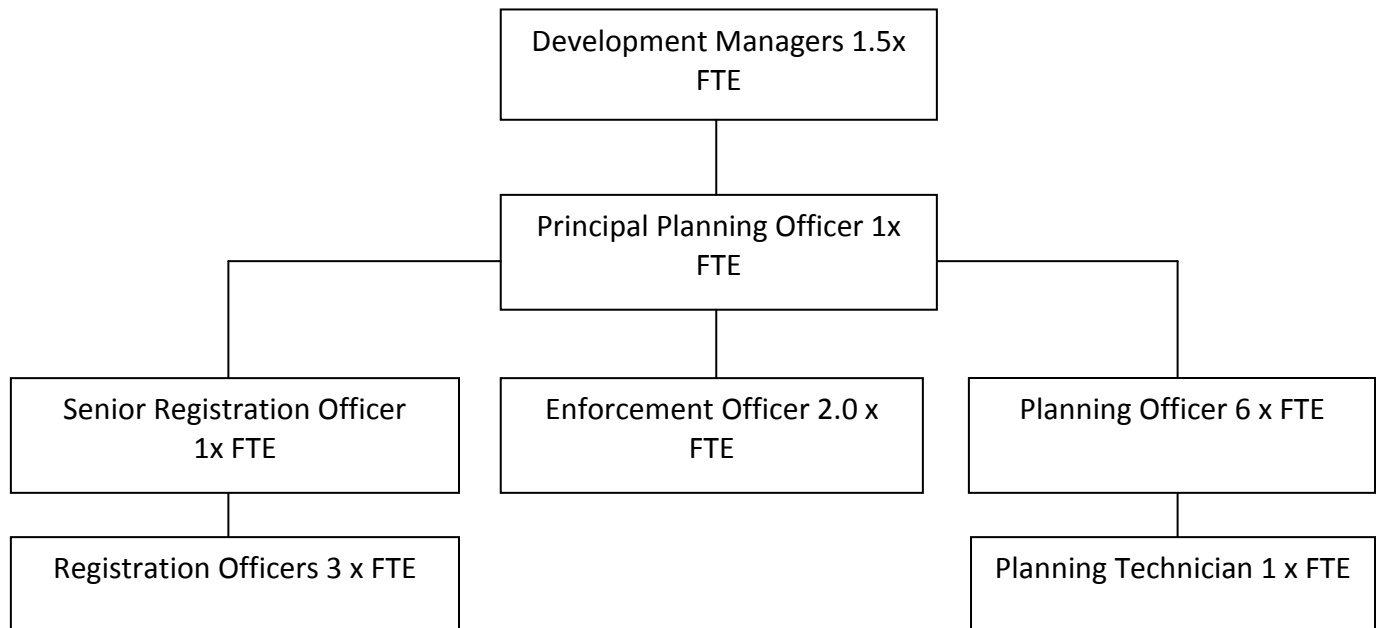 Development Managers 1.5x
FTE
Principal Planning Officer 1x
FTE
Senior Registration Officer
1x FTE
Enforcement Officer 2.0 x
FTE
Planning Officer 6 x FTE
Registration Officers 3 x FTE
Planning Technician 1 x FTE